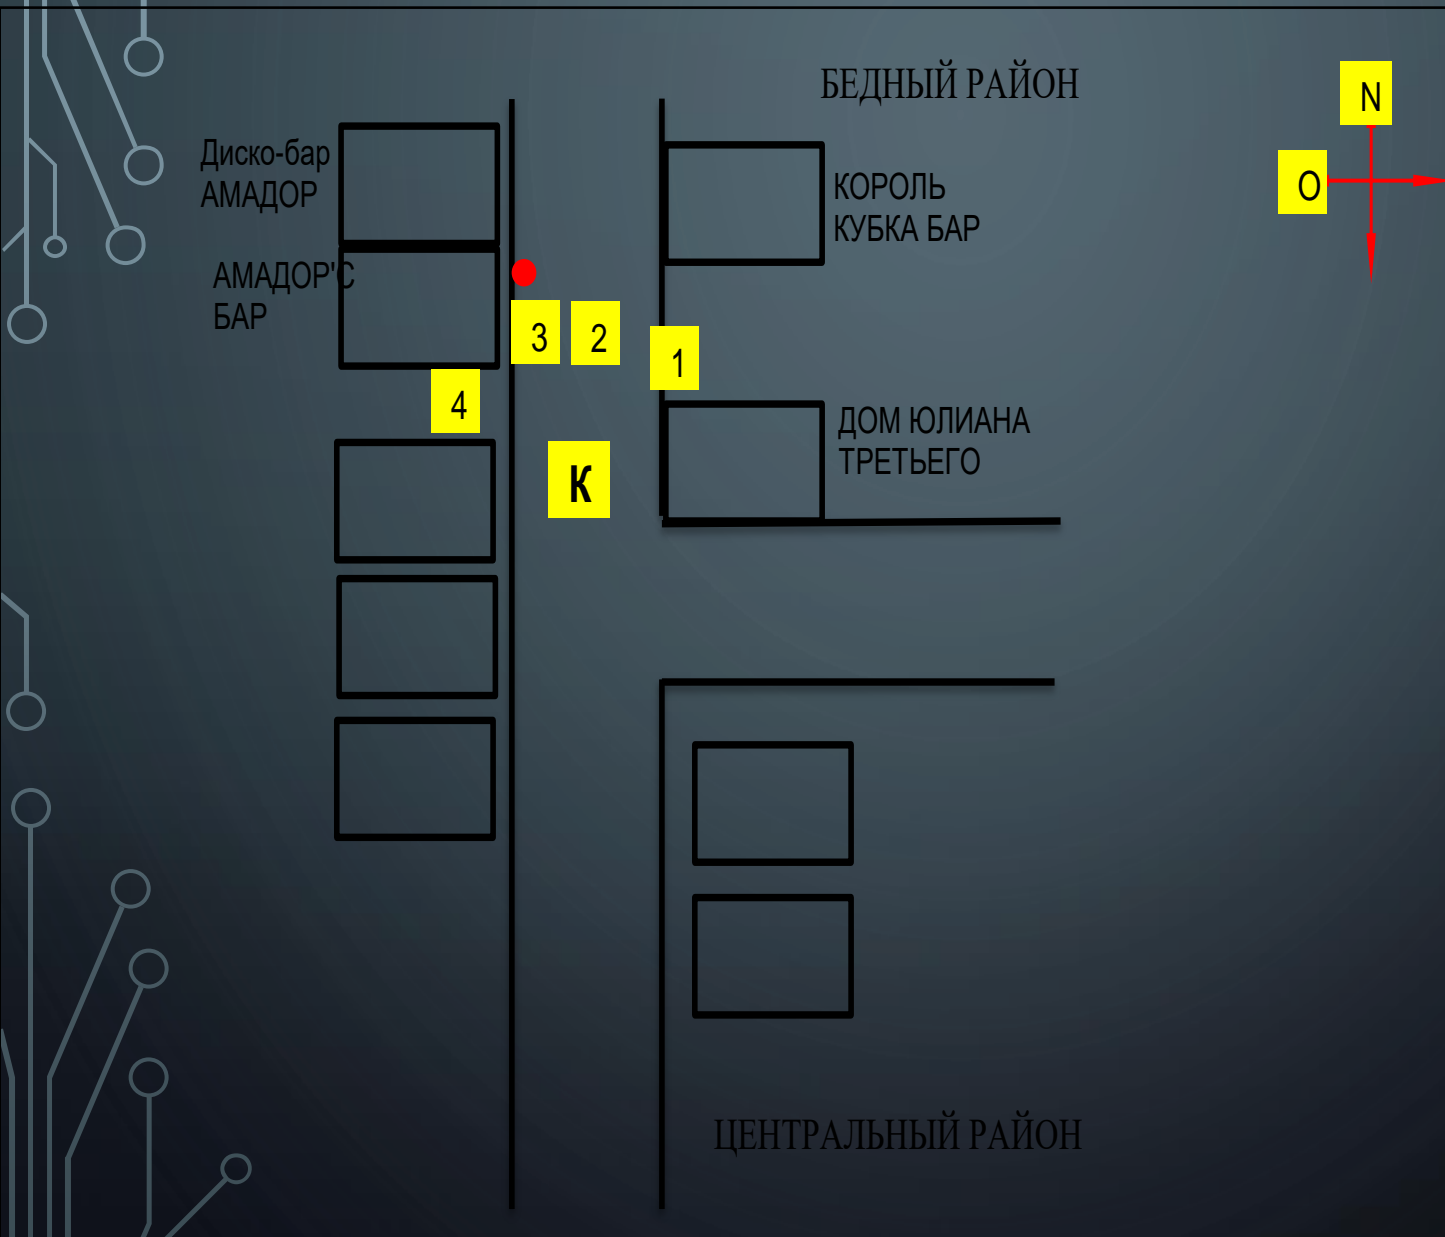 БЕДНЫЙ РАЙОН
N
O
Диско-бар
АМАДОР
КОРОЛЬ
КУБКА БАР
АМАДОР'С
БАР
3
2
1
4
ДОМ ЮЛИАНА
ТРЕТЬЕГО
К
ЦЕНТРАЛЬНЫЙ РАЙОН